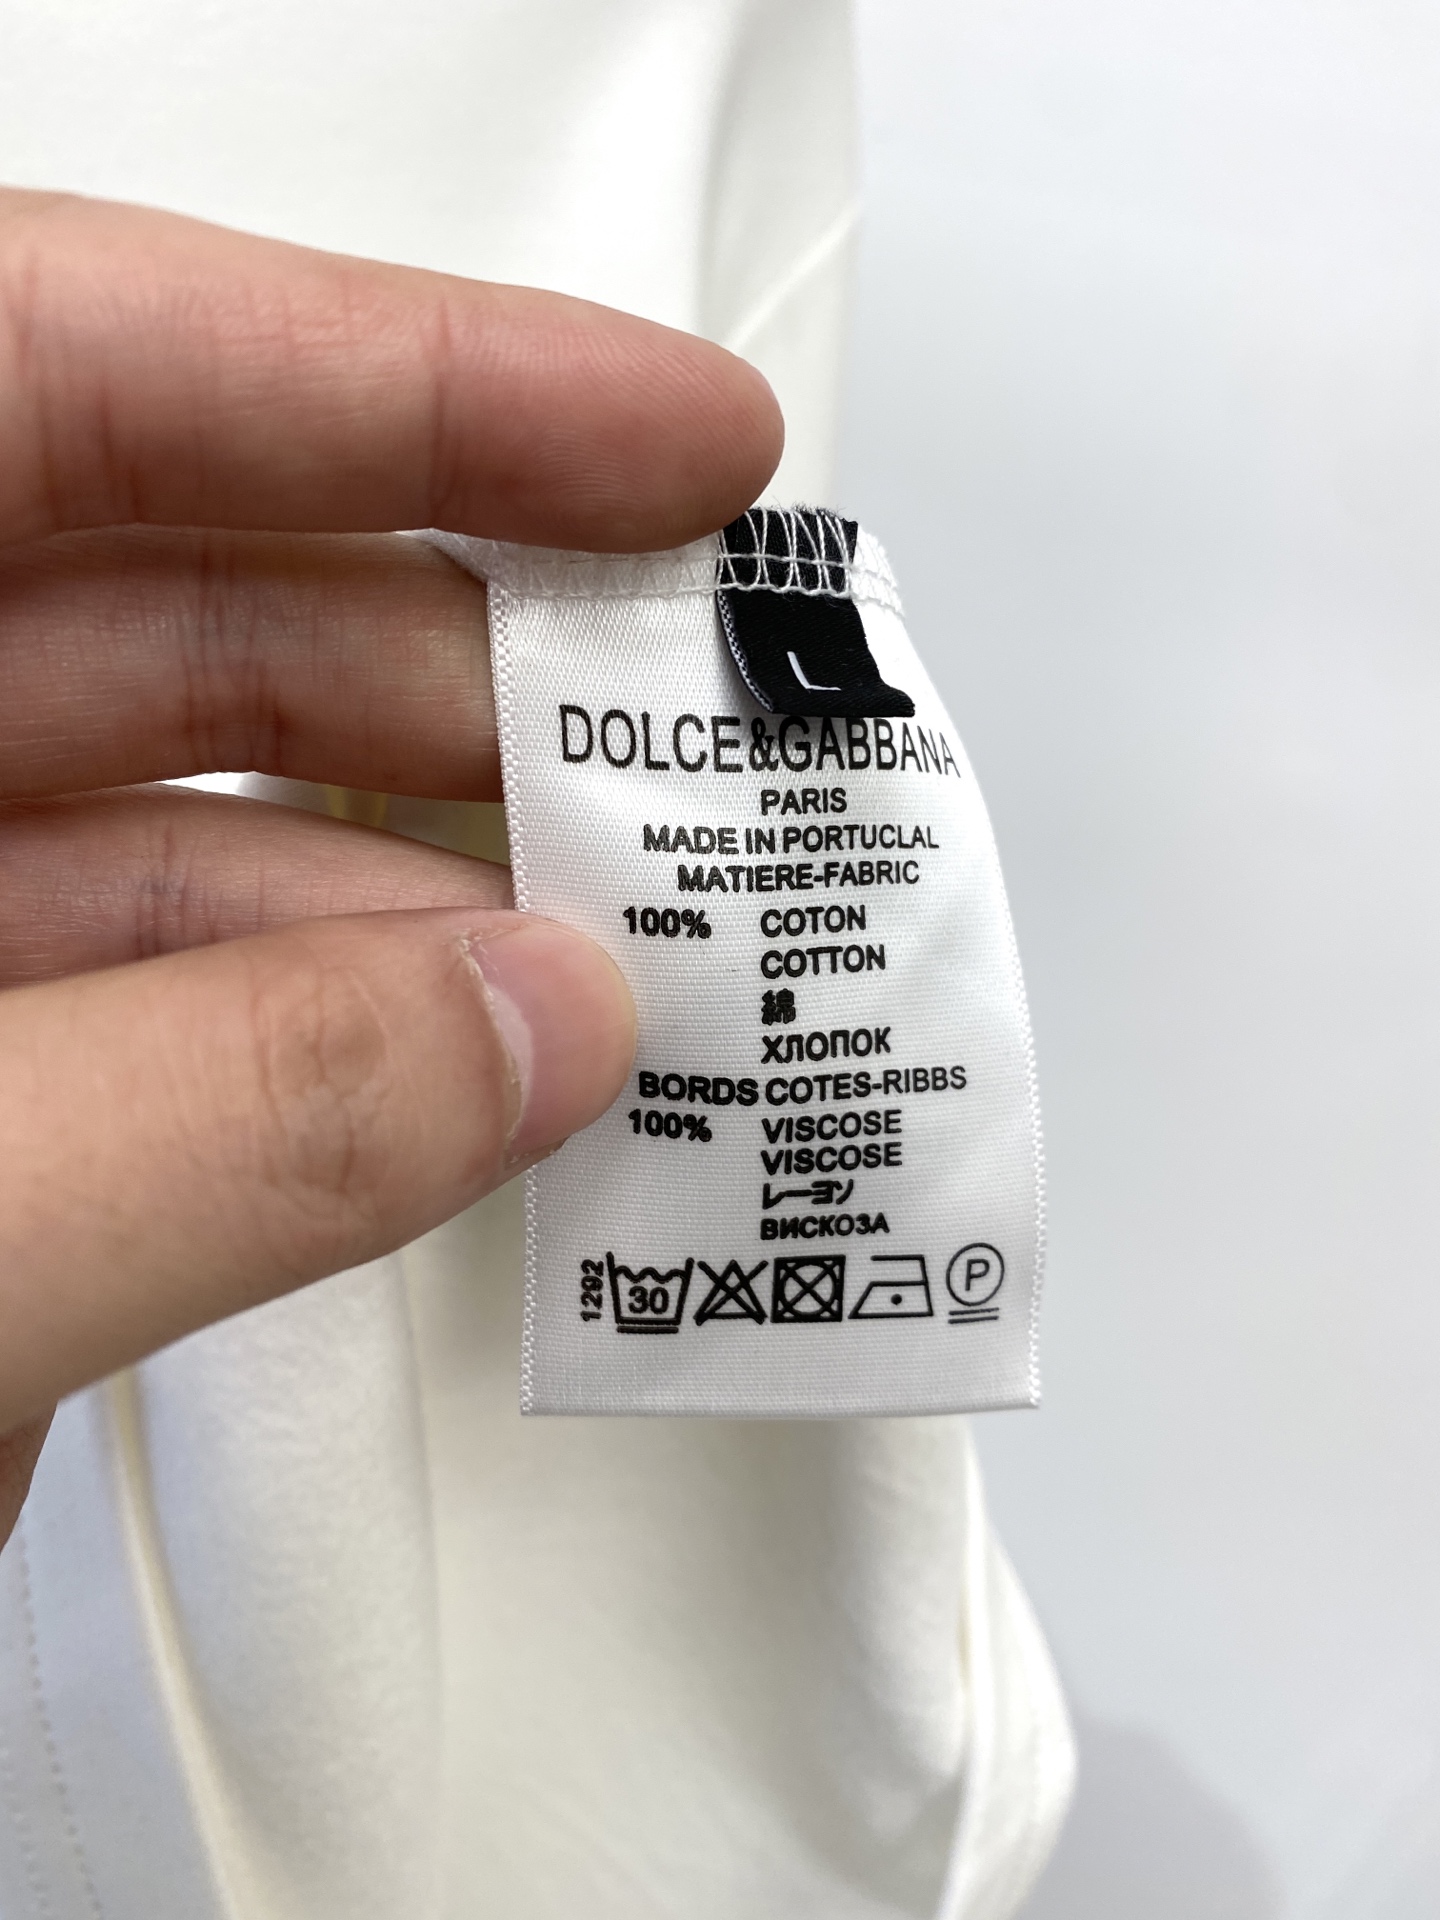 L
DOLCE&GABBANA
PARIS
MADE IN PORTUCLAL
MATIERE-FABRIC
100% COTON
COTTON
綿
ХЛОПОК
BORDS COTES-RIBBS
100% VISCOSE
VISCOSE
レーヨン
ВИСКОЗА
1292 30 P